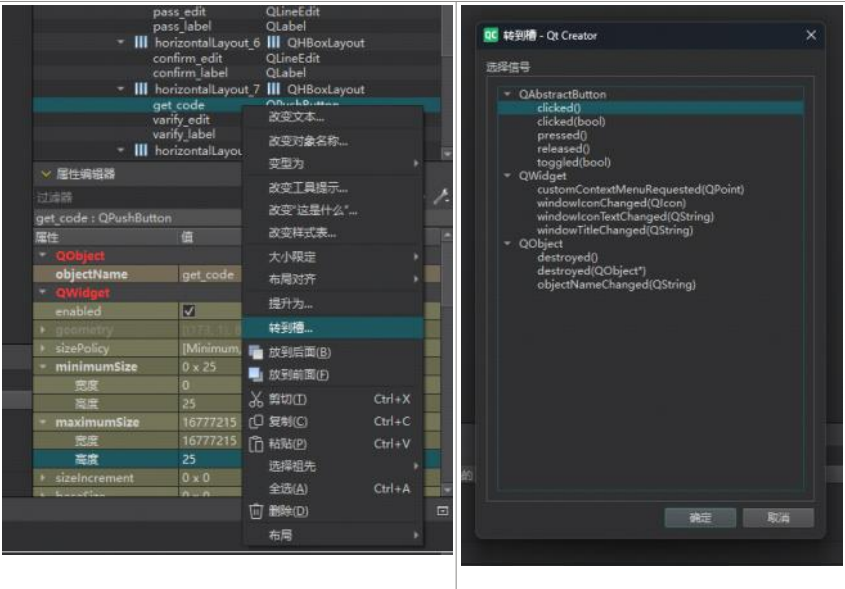 pass_edit QLineEdit
pass_label QLabel
horizontalLayout_6 QHBoxLayout
confirm_edit QLineEdit
confirm_label QLabel
horizontalLayout_7 QHBoxLayout
get_code QPushButton
varify_edit
varify_label
horizontalLayou
属性编辑器
过滤器
get_code : QPushButton
属性 值
QObject
objectName get_code
QWidget
enabled
geometry
sizePolicy [Minimum,
minimumSize 0 x 25
宽度 0
高度 25
maximumSize 16777215
宽度 16777215
高度 25
sizeIncrement 0 x 0
改变文本...
改变对象名称...
变型为
改变工具提示...
改变“这是什么”...
改变样式表...
大小限定
布局对齐
提升为...
转到槽...
放到后面(B)
放到前面(F)
剪切(T) Ctrl+X
复制(C) Ctrl+C
粘贴(P) Ctrl+V
选择祖先
全选(A) Ctrl+A
删除(D)
布局
QC 转到槽 - Qt Creator
选择信号
QAbstractButton
clicked()
clicked(bool)
pressed()
released()
toggled(bool)
QWidget
customContextMenuRequested(QPoint)
windowIconChanged(QIcon)
windowIconTextChanged(QString)
windowTitleChanged(QString)
QObject
destroyed()
destroyed(QObject*)
objectNameChanged(QString)
的
确定 取消